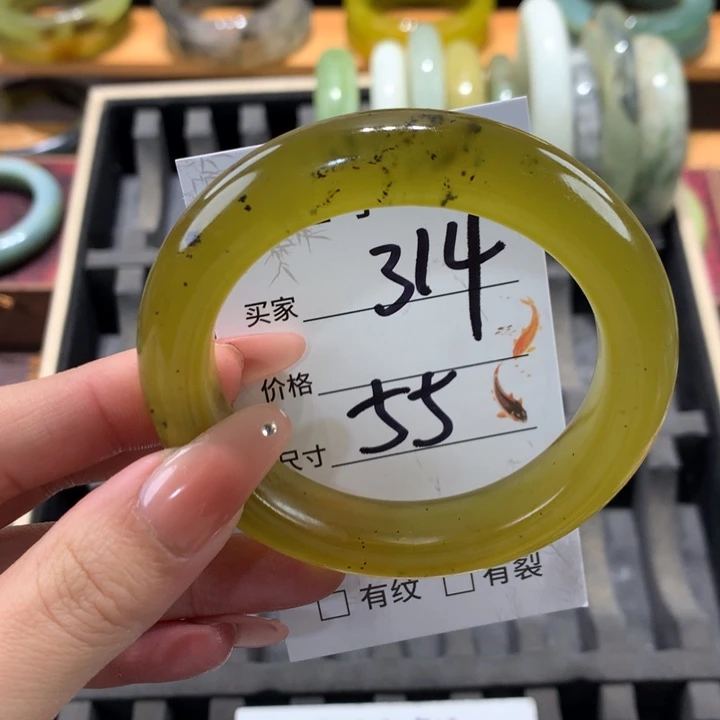 买家 314
价格
尺寸 55
□ 有纹 □ 有裂